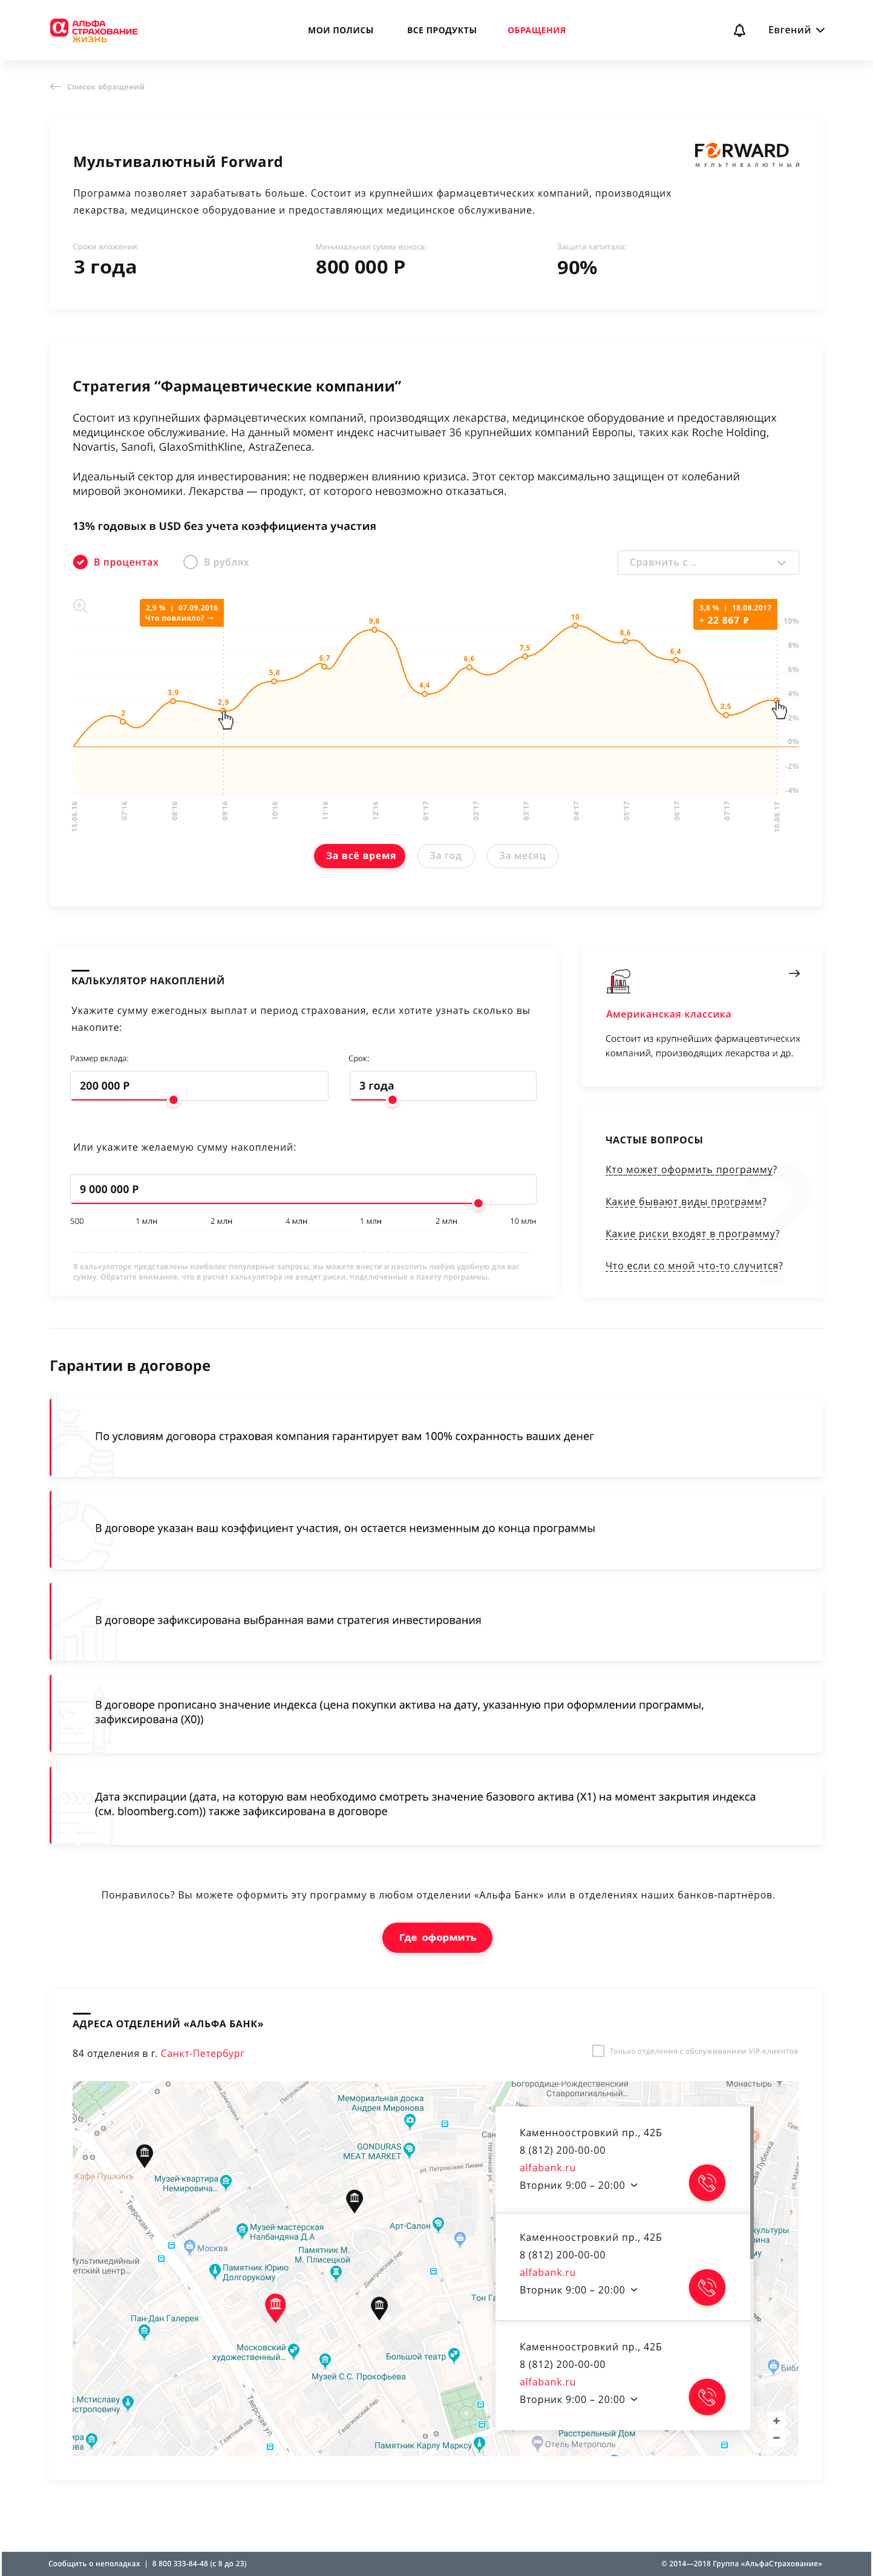 АЛЬФА
СТРАХОВАНИЕ
ЖИЗНЬ
МОИ ПОЛИСЫ
ВСЕ ПРОДУКТЫ
ОБРАЩЕНИЯ
Евгений
Список обращений
Мультивалютный Forward
FORWARD
МУЛЬТИВАЛЮТНЫЙ
Программа позволяет зарабатывать больше. Состоит из крупнейших фармацевтических компаний, производящих
лекарства, медицинское оборудование и предоставляющих медицинское обслуживание.
Сроки вложения:
3 года
Минимальная сумма взноса:
800 000 Р
Защита капитала:
90%
Стратегия “Фармацевтические компании”
Состоит из крупнейших фармацевтических компаний, производящих лекарства, медицинское оборудование и предоставляющих
медицинское обслуживание. На данный момент индекс насчитывает 36 крупнейших компаний Европы, таких как Roche Holding,
Novartis, Sanofi, GlaxoSmithKline, AstraZeneca.
Идеальный сектор для инвестирования: не подвержен влиянию кризиса. Этот сектор максимально защищен от колебаний
мировой экономики. Лекарства — продукт, от которого невозможно отказаться.
13% годовых в USD без учета коэффициента участия
В процентах
В рублях
Сравнить с ..
2,9 % | 07.09.2016
Что повлияло? →
3,8 % | 18.08.2017
+ 22 867 ₽
2
3,9
2,9
5,8
6,7
9,8
4,4
6,6
7,5
10
8,6
6,4
2,5
10%
8%
6%
4%
2%
0%
-2%
-4%
15.06.16
07'16
08'16
09'16
10'16
11'16
12'16
01'17
02'17
03'17
04'17
05'17
06'17
07'17
10.08.17
За всё время
За год
За месяц
КАЛЬКУЛЯТОР НАКОПЛЕНИЙ
Укажите сумму ежегодных выплат и период страхования, если хотите узнать сколько вы
накопите:
Размер вклада:
200 000 Р
Срок:
3 года
Или укажите желаемую сумму накоплений:
9 000 000 Р
500
1 млн
2 млн
4 млн
1 млн
2 млн
10 млн
В калькуляторе представлены наиболее популярные запросы, вы можете внести и накопить любую удобную для вас
сумму. Обратите внимание, что в расчёт калькулятора не входят риски, подключенные к пакету программы.
Американская классика
Состоит из крупнейших фармацевтических
компаний, производящих лекарства и др.
ЧАСТЫЕ ВОПРОСЫ
Кто может оформить программу?
Какие бывают виды программ?
Какие риски входят в программу?
Что если со мной что-то случится?
Гарантии в договоре
По условиям договора страховая компания гарантирует вам 100% сохранность ваших денег
В договоре указан ваш коэффициент участия, он остается неизменным до конца программы
В договоре зафиксирована выбранная вами стратегия инвестирования
В договоре прописано значение индекса (цена покупки актива на дату, указанную при оформлении программы,
зафиксирована (X0))
Дата экспирации (дата, на которую вам необходимо смотреть значение базового актива (X1) на момент закрытия индекса
(см. bloomberg.com)) также зафиксирована в договоре
Понравилось? Вы можете оформить эту программу в любом отделении «Альфа Банк» или в отделениях наших банков-партнёров.
Где оформить
АДРЕСА ОТДЕЛЕНИЙ «АЛЬФА БАНК»
84 отделения в г. Санкт-Петербург
Только отделения с обслуживанием VIP-клиентов
Богородице-Рождественский
Ставропигиальный...
Монастырь
Мемориальная доска
Андрея Миронова
GONDURAS
MEAT MARKET
ул. Петровские Линии
Кафе Пушкинъ
Музей-квартира
Немировича...
Тверская ул.
Музей-мастерская
Налбандяна Д.А
Арт-Салон
Москва
Памятник М.
М. Плисецкой
Памятник Юрию
Долгорукому
Пан-Дан Галерея
Московский
художественный...
Музей С.С. Прокофьева
Большой театр
Тверская ул.
Памятник Карлу Марксу
Расстрельный Дом
Отель Метрополь
Каменноостровкий пр., 42Б
8 (812) 200-00-00
alfabank.ru
Вторник 9:00 – 20:00
Каменноостровкий пр., 42Б
8 (812) 200-00-00
alfabank.ru
Вторник 9:00 – 20:00
Каменноостровкий пр., 42Б
8 (812) 200-00-00
alfabank.ru
Вторник 9:00 – 20:00
Сообщить о неполадках | 8 800 333-84-48 (с 8 до 23)
© 2014—2018 Группа «АльфаСтрахование»